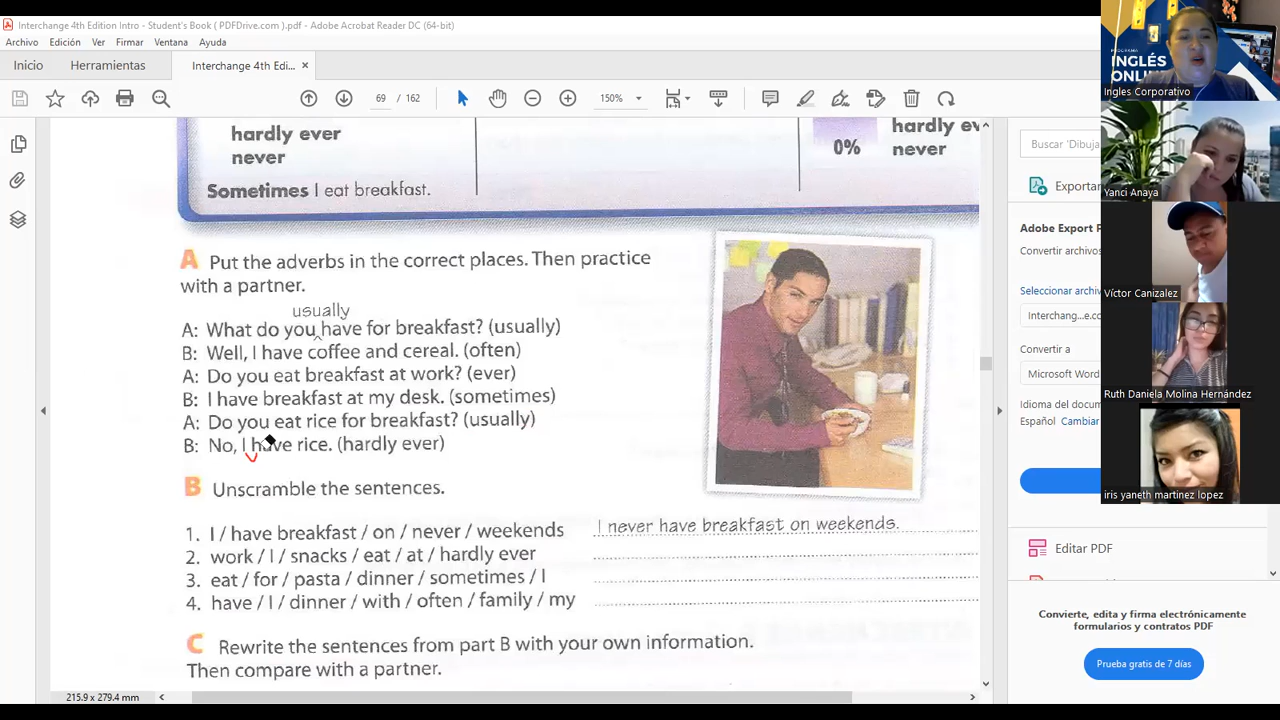 Interchange 4th Edition Intro - Student's Book ( PDFDrive.com ).pdf - Adobe Acrobat Reader DC (64-bit)
Archivo Edición Ver Firmar Ventana Ayuda
Inicio Herramientas Interchange 4th Edi... ×
69 / 162 150%
hardly ever
never
Sometimes I eat breakfast.
0%
hardly ev
never
A Put the adverbs in the correct places. Then practice
with a partner.
usually
A: What do you have for breakfast? (usually)
B: Well, I have coffee and cereal. (often)
A: Do you eat breakfast at work? (ever)
B: I have breakfast at my desk. (sometimes)
A: Do you eat rice for breakfast? (usually)
B: No, I have rice. (hardly ever)
B Unscramble the sentences.
1. I / have breakfast / on / never / weekends I never have breakfast on weekends.
2. work / I / snacks / eat / at / hardly ever
3. eat / for / pasta / dinner / sometimes / I
4. have / I / dinner / with / often / family / my
C Rewrite the sentences from part B with your own information.
Then compare with a partner.
215.9 x 279.4 mm
Buscar 'Dibuja
Exportar
Adobe Export P
Convertir archivos
Seleccionar archivo
Interchang...e.co
Convertir a
Microsoft Word
Idioma del docum
Español Cambiar
Editar PDF
Convierte, edita y firma electrónicamente
formularios y contratos PDF
Prueba gratis de 7 días
PROGRAMA
INGLÉS
ONLIN
Ingles Corporativo
Yanci Anaya
Víctor Canizalez
Ruth Daniela Molina Hernández
iris yaneth martinez lopez